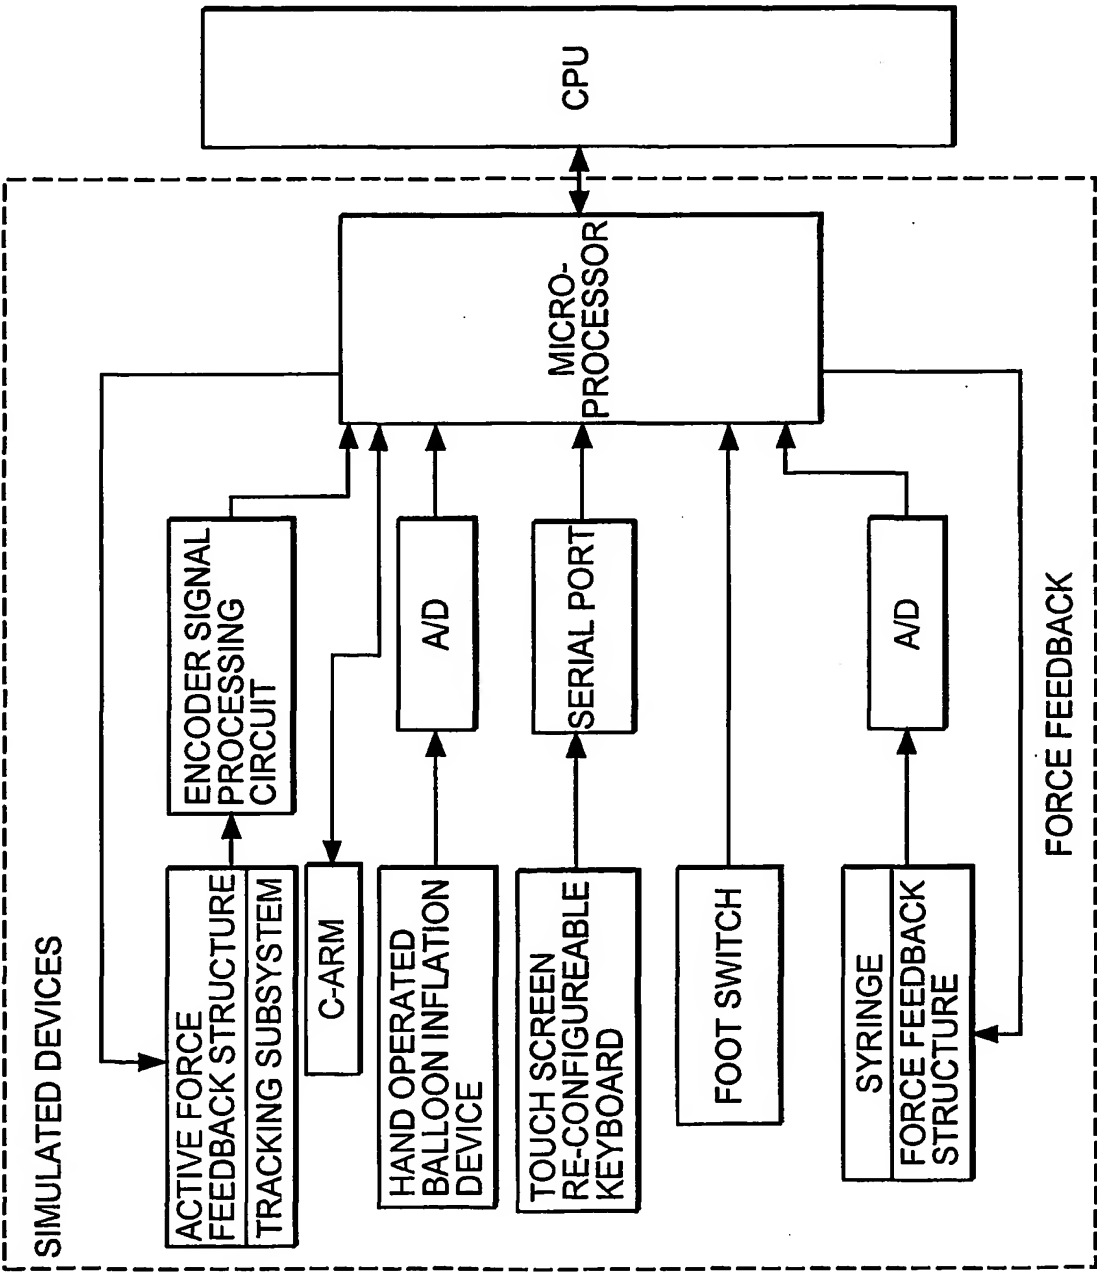 SIMULATED DEVICES
ACTIVE FORCE
FEEDBACK STRUCTURE
TRACKING SUBSYSTEM
ENCODER SIGNAL
PROCESSING
CIRCUIT
C-ARM
HAND OPERATED
BALLOON INFLATION
DEVICE
A/D
TOUCH SCREEN
RE-CONFIGUREABLE
KEYBOARD
SERIAL PORT
FOOT SWITCH
SYRINGE
FORCE FEEDBACK
STRUCTURE
A/D
FORCE FEEDBACK
MICRO-
PROCESSOR
CPU